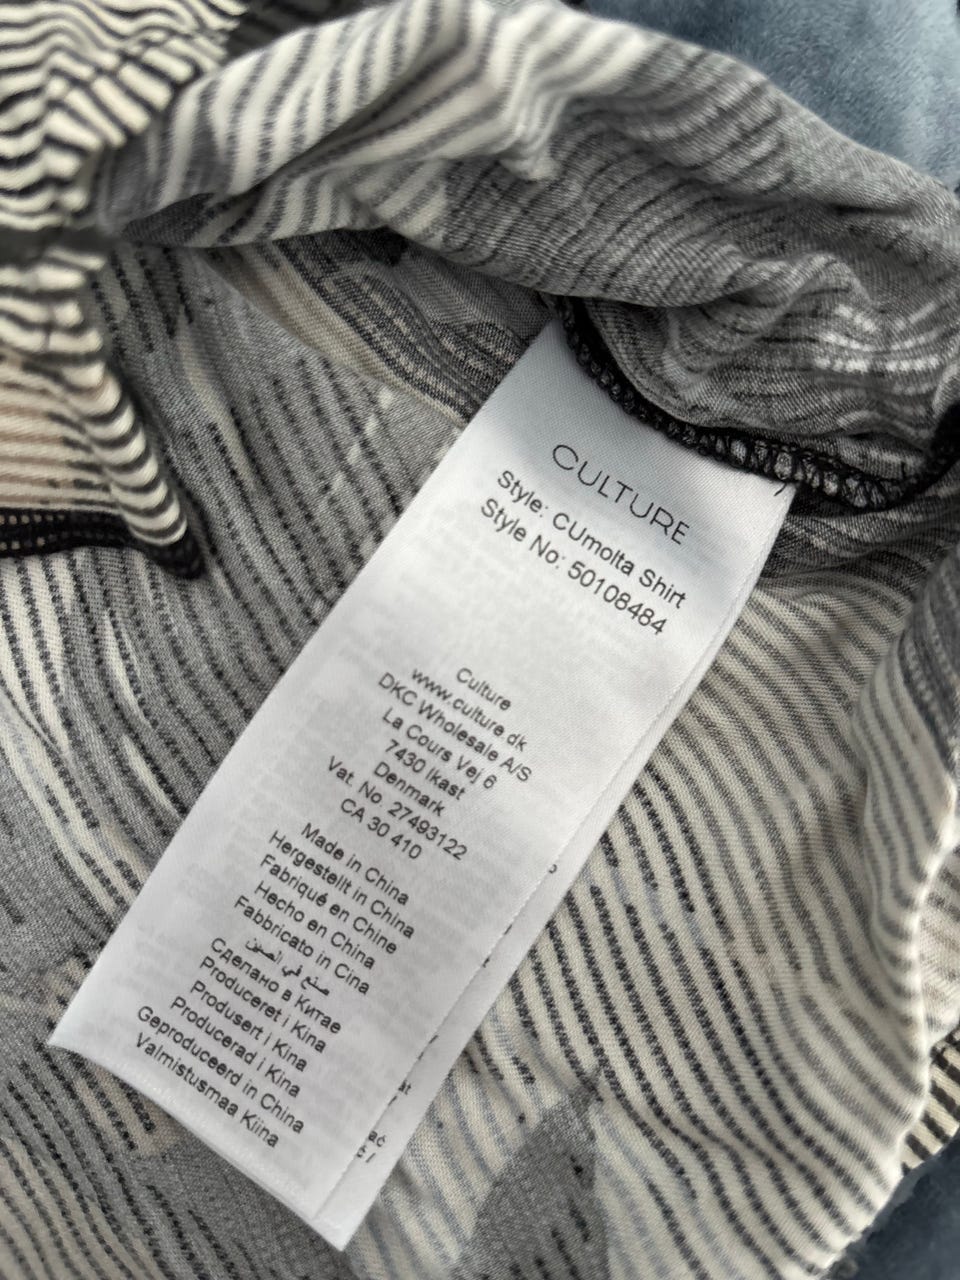 CULTURE
Style: CUmolta Shirt
Style No: 50108484
Culture
www.culture.dk
DKC Wholesale A/S
La Cours Vej 6
7430 Ikast
Denmark
Vat. No. 27493122
CA 30 410
Made in China
Hergestellt in China
Fabriqué en Chine
Hecho en China
Fabbricato in Cina
صنع في الصين
Сделано в Китае
Produceret i Kina
Produsert i Kina
Producerad i Kina
Geproduceerd in China
Valmistusmaa Kiina